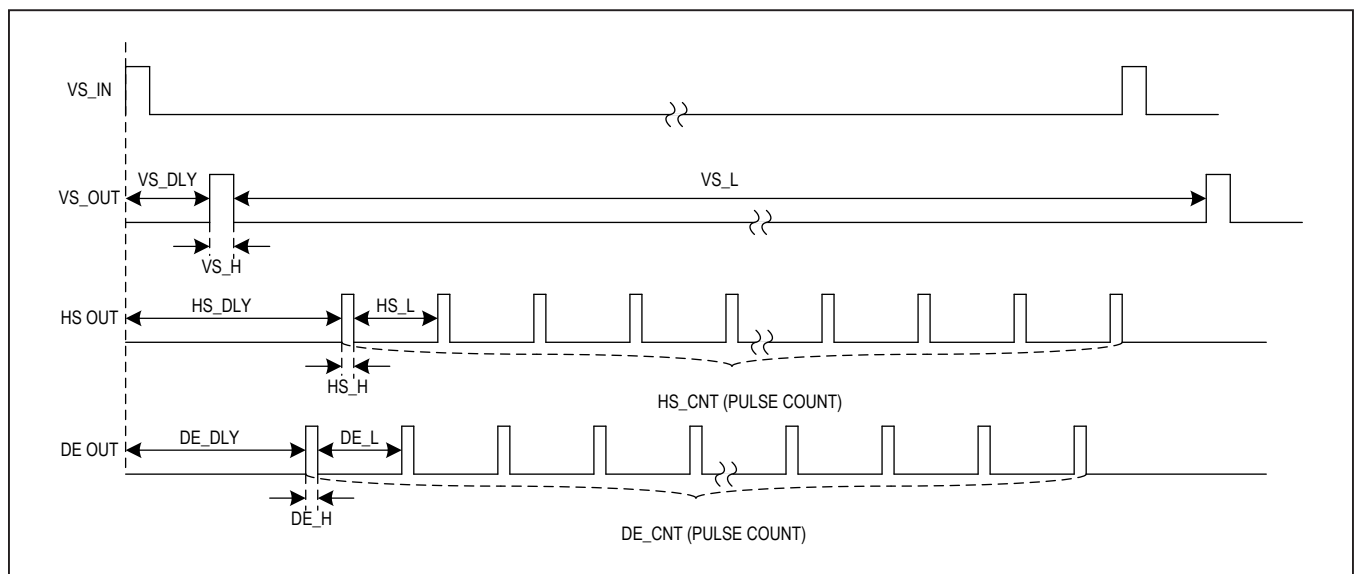 VS_IN
VS_DLY
VS_L
VS_OUT
VS_H
HS_DLY
HS_L
HS OUT
HS_H
HS_CNT (PULSE COUNT)
DE_DLY
DE_L
DE OUT
DE_H
DE_CNT (PULSE COUNT)